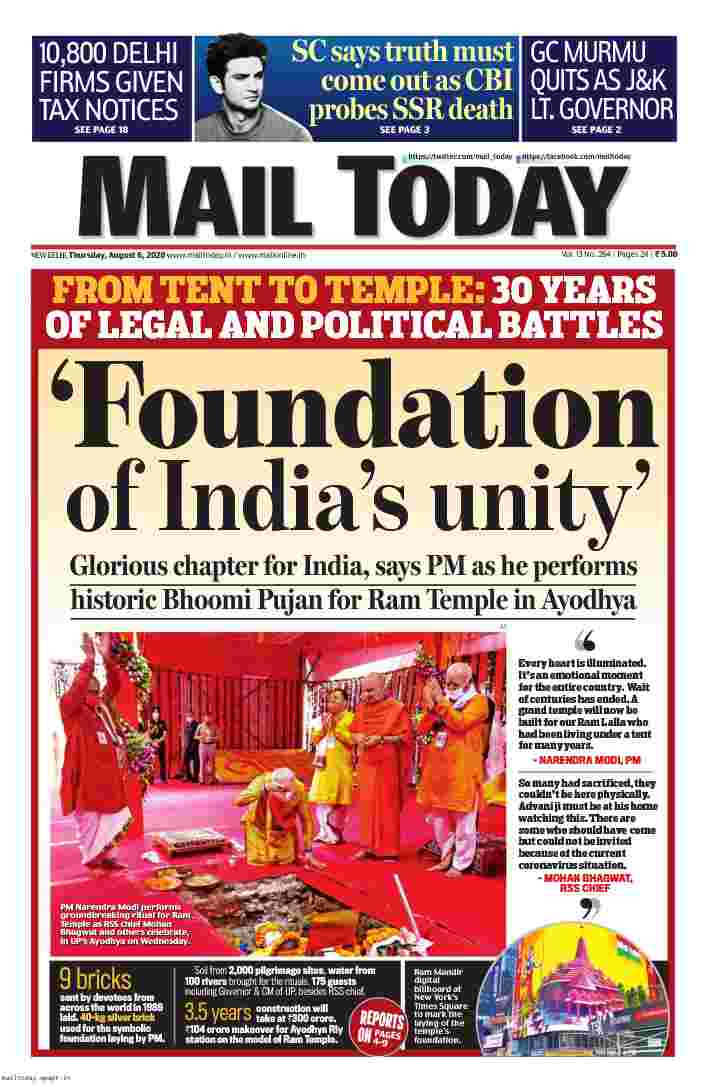 10,800 DELHI
FIRMS GIVEN
TAX NOTICES
SEE PAGE 18
SC says truth must
come out as CBI
probes SSR death
SEE PAGE 3
GC MURMU
QUITS AS J&K
LT. GOVERNOR
SEE PAGE 2
https://twitter.com/mail_today https://facebook.com/mailtoday
MAIL TODAY
NEW DELHI, Thursday, August 6, 2020 www.mailtoday.in / www.mailonline.in
Vol. 13 No. 264 | Pages 24 | ₹ 5.00
FROM TENT TO TEMPLE: 30 YEARS
OF LEGAL AND POLITICAL BATTLES
‘Foundation
of India’s unity’
Glorious chapter for India, says PM as he performs
historic Bhoomi Pujan for Ram Temple in Ayodhya
Every heart is illuminated.
It's an emotional moment
for the entire country. Wait
of centuries has ended. A
grand temple will now be
built for our Ram Lalla who
had been living under a tent
for many years.
- NARENDRA MODI, PM
So many had sacrificed, they
couldn't be here physically.
Advani ji must be at his home
watching this. There are
some who should have come
but could not be invited
because of the current
coronavirus situation.
- MOHAN BHAGWAT,
RSS CHIEF
PM Narendra Modi performs
groundbreaking ritual for Ram
Temple as RSS chief Mohan
Bhagwat and others celebrate,
in UP's Ayodhya on Wednesday.
9 bricks
sent by devotees from
across the world in 1989
laid. 40-kg silver brick
used for the symbolic
foundation laying by PM.
Soil from 2,000 pilgrimage sites, water from
100 rivers brought for the rituals. 175 guests
including Governor & CM of UP, besides RSS chief.
3.5 years construction will
take at ₹300 crore.
₹104 crore makeover for Ayodhya Rly
station on the model of Ram Temple.
REPORTS
ON PAGES
4-9
Ram Mandir
digital
billboard at
New York's
Times Square
to mark the
laying of the
temple's
foundation.
mailtoday.epapr.in